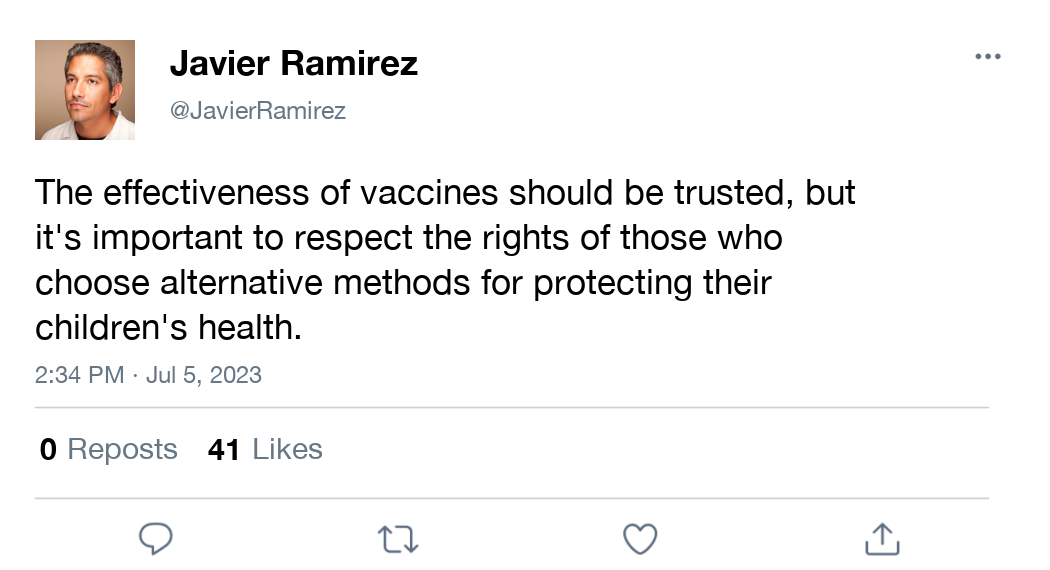 Javier Ramirez
@JavierRamirez
The effectiveness of vaccines should be trusted, but
it's important to respect the rights of those who
choose alternative methods for protecting their
children's health.
2:34 PM · Jul 5, 2023
0 Reposts 41 Likes